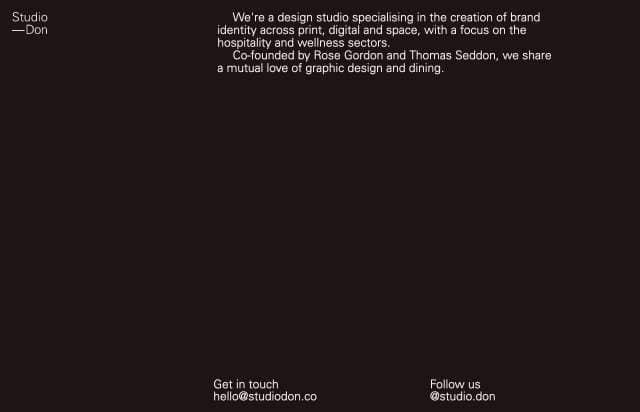 Studio
—Don
We're a design studio specialising in the creation of brand
identity across print, digital and space, with a focus on the
hospitality and wellness sectors.
Co-founded by Rose Gordon and Thomas Seddon, we share
a mutual love of graphic design and dining.
Get in touch
hello@studiodon.co
Follow us
@studio.don